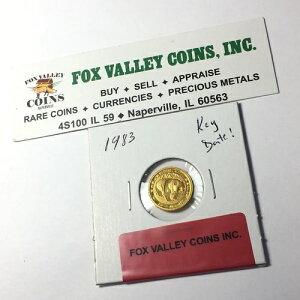 FOX VALLEY
COINS
FOX VALLEY COINS, INC.
BUY ✦ SELL ✦ APPRAISE
RARE COINS ✦ CURRENCIES ✦ PRECIOUS METALS
4S100 IL 59 ◆ Naperville, IL 60563
1983
Key
Date!
FOX VALLEY COINS INC.